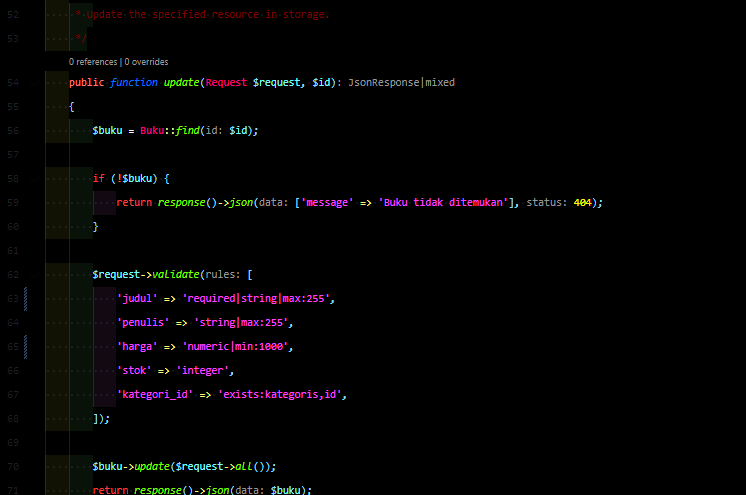 52 * Update the specified resource in storage.
53 */
0 references | 0 overrides
54 public function update(Request $request, $id): JsonResponse|mixed
55 {
56 $buku = Buku::find(id: $id);
57
58 if (!$buku) {
59 return response()->json(data: ['message' => 'Buku tidak ditemukan'], status: 404);
60 }
61
62 $request->validate(rules: [
63 'judul' => 'required|string|max:255',
64 'penulis' => 'string|max:255',
65 'harga' => 'numeric|min:1000',
66 'stok' => 'integer',
67 'kategori_id' => 'exists:kategoris,id',
68 ]);
69
70 $buku->update($request->all());
71 return response()->json(data: $buku);